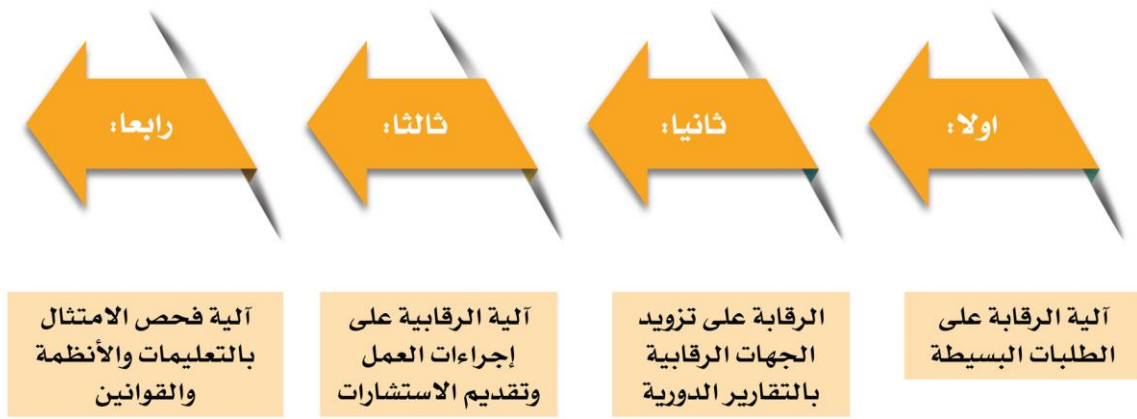 اولا:
ثانيا:
ثالثا:
رابعا:
آلية الرقابة على
الطلبات البسيطة
الرقابة على تزويد
الجهات الرقابية
بالتقارير الدورية
آلية الرقابية على
إجراءات العمل
وتقديم الاستشارات
آلية فحص الامتثال
بالتعليمات والأنظمة
والقوانين